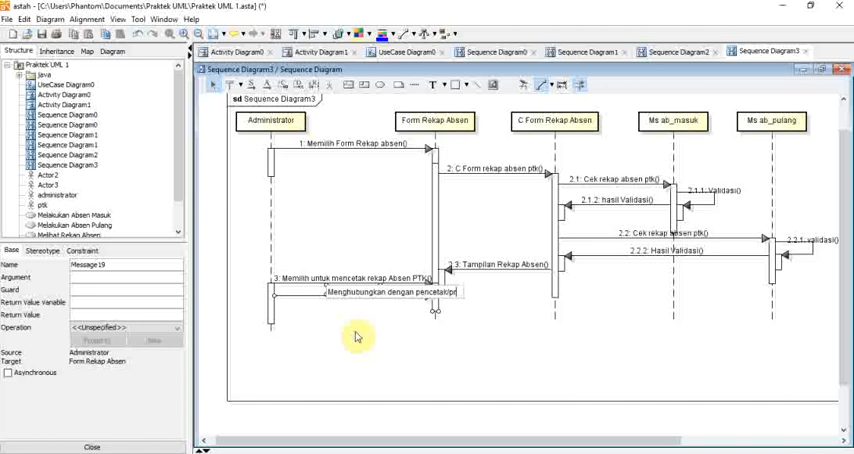 astah - [C:\Users\Phantom\Documents\Praktek UML\Praktek UML 1.asta] (*)
File Edit Diagram Alignment View Tool Window Help
Structure Inheritance Map Diagram
Activity Diagram0 Activity Diagram1 UseCase Diagram0 Sequence Diagram0 Sequence Diagram1 Sequence Diagram2 Sequence Diagram3
Praktek UML 1
java
UseCase Diagram0
Activity Diagram0
Activity Diagram1
Sequence Diagram0
Sequence Diagram0
Sequence Diagram1
Sequence Diagram1
Sequence Diagram2
Sequence Diagram3
Actor2
Actor3
administrator
ptk
Melakukan Absen Masuk
Melakukan Absen Pulang
Melihat Rekap Absen
Base Stereotype Constraint
Name Message19
Argument
Guard
Return Value Variable
Return Value
Operation <<Unspecified>>
Property New
Source Administrator
Target Form Rekap Absen
Asynchronous
Close
Sequence Diagram3 / Sequence Diagram
T
sd Sequence Diagram3
Administrator Form Rekap Absen C Form Rekap Absen Ms ab_masuk Ms ab_pulang
1: Memilih Form Rekap absen()
2: C Form rekap absen ptk()
2.1: Cek rekap absen ptk()
2.1.1: Validasi()
2.1.2: hasil Validasi()
2.2: Cek rekap absen ptk()
2.2.1: validasi()
2.2.2: Hasil Validasi()
2.3: Tampilan Rekap Absen()
3: Memilih untuk mencetak rekap Absen PTK()
Menghubungkan dengan pencetak/pr